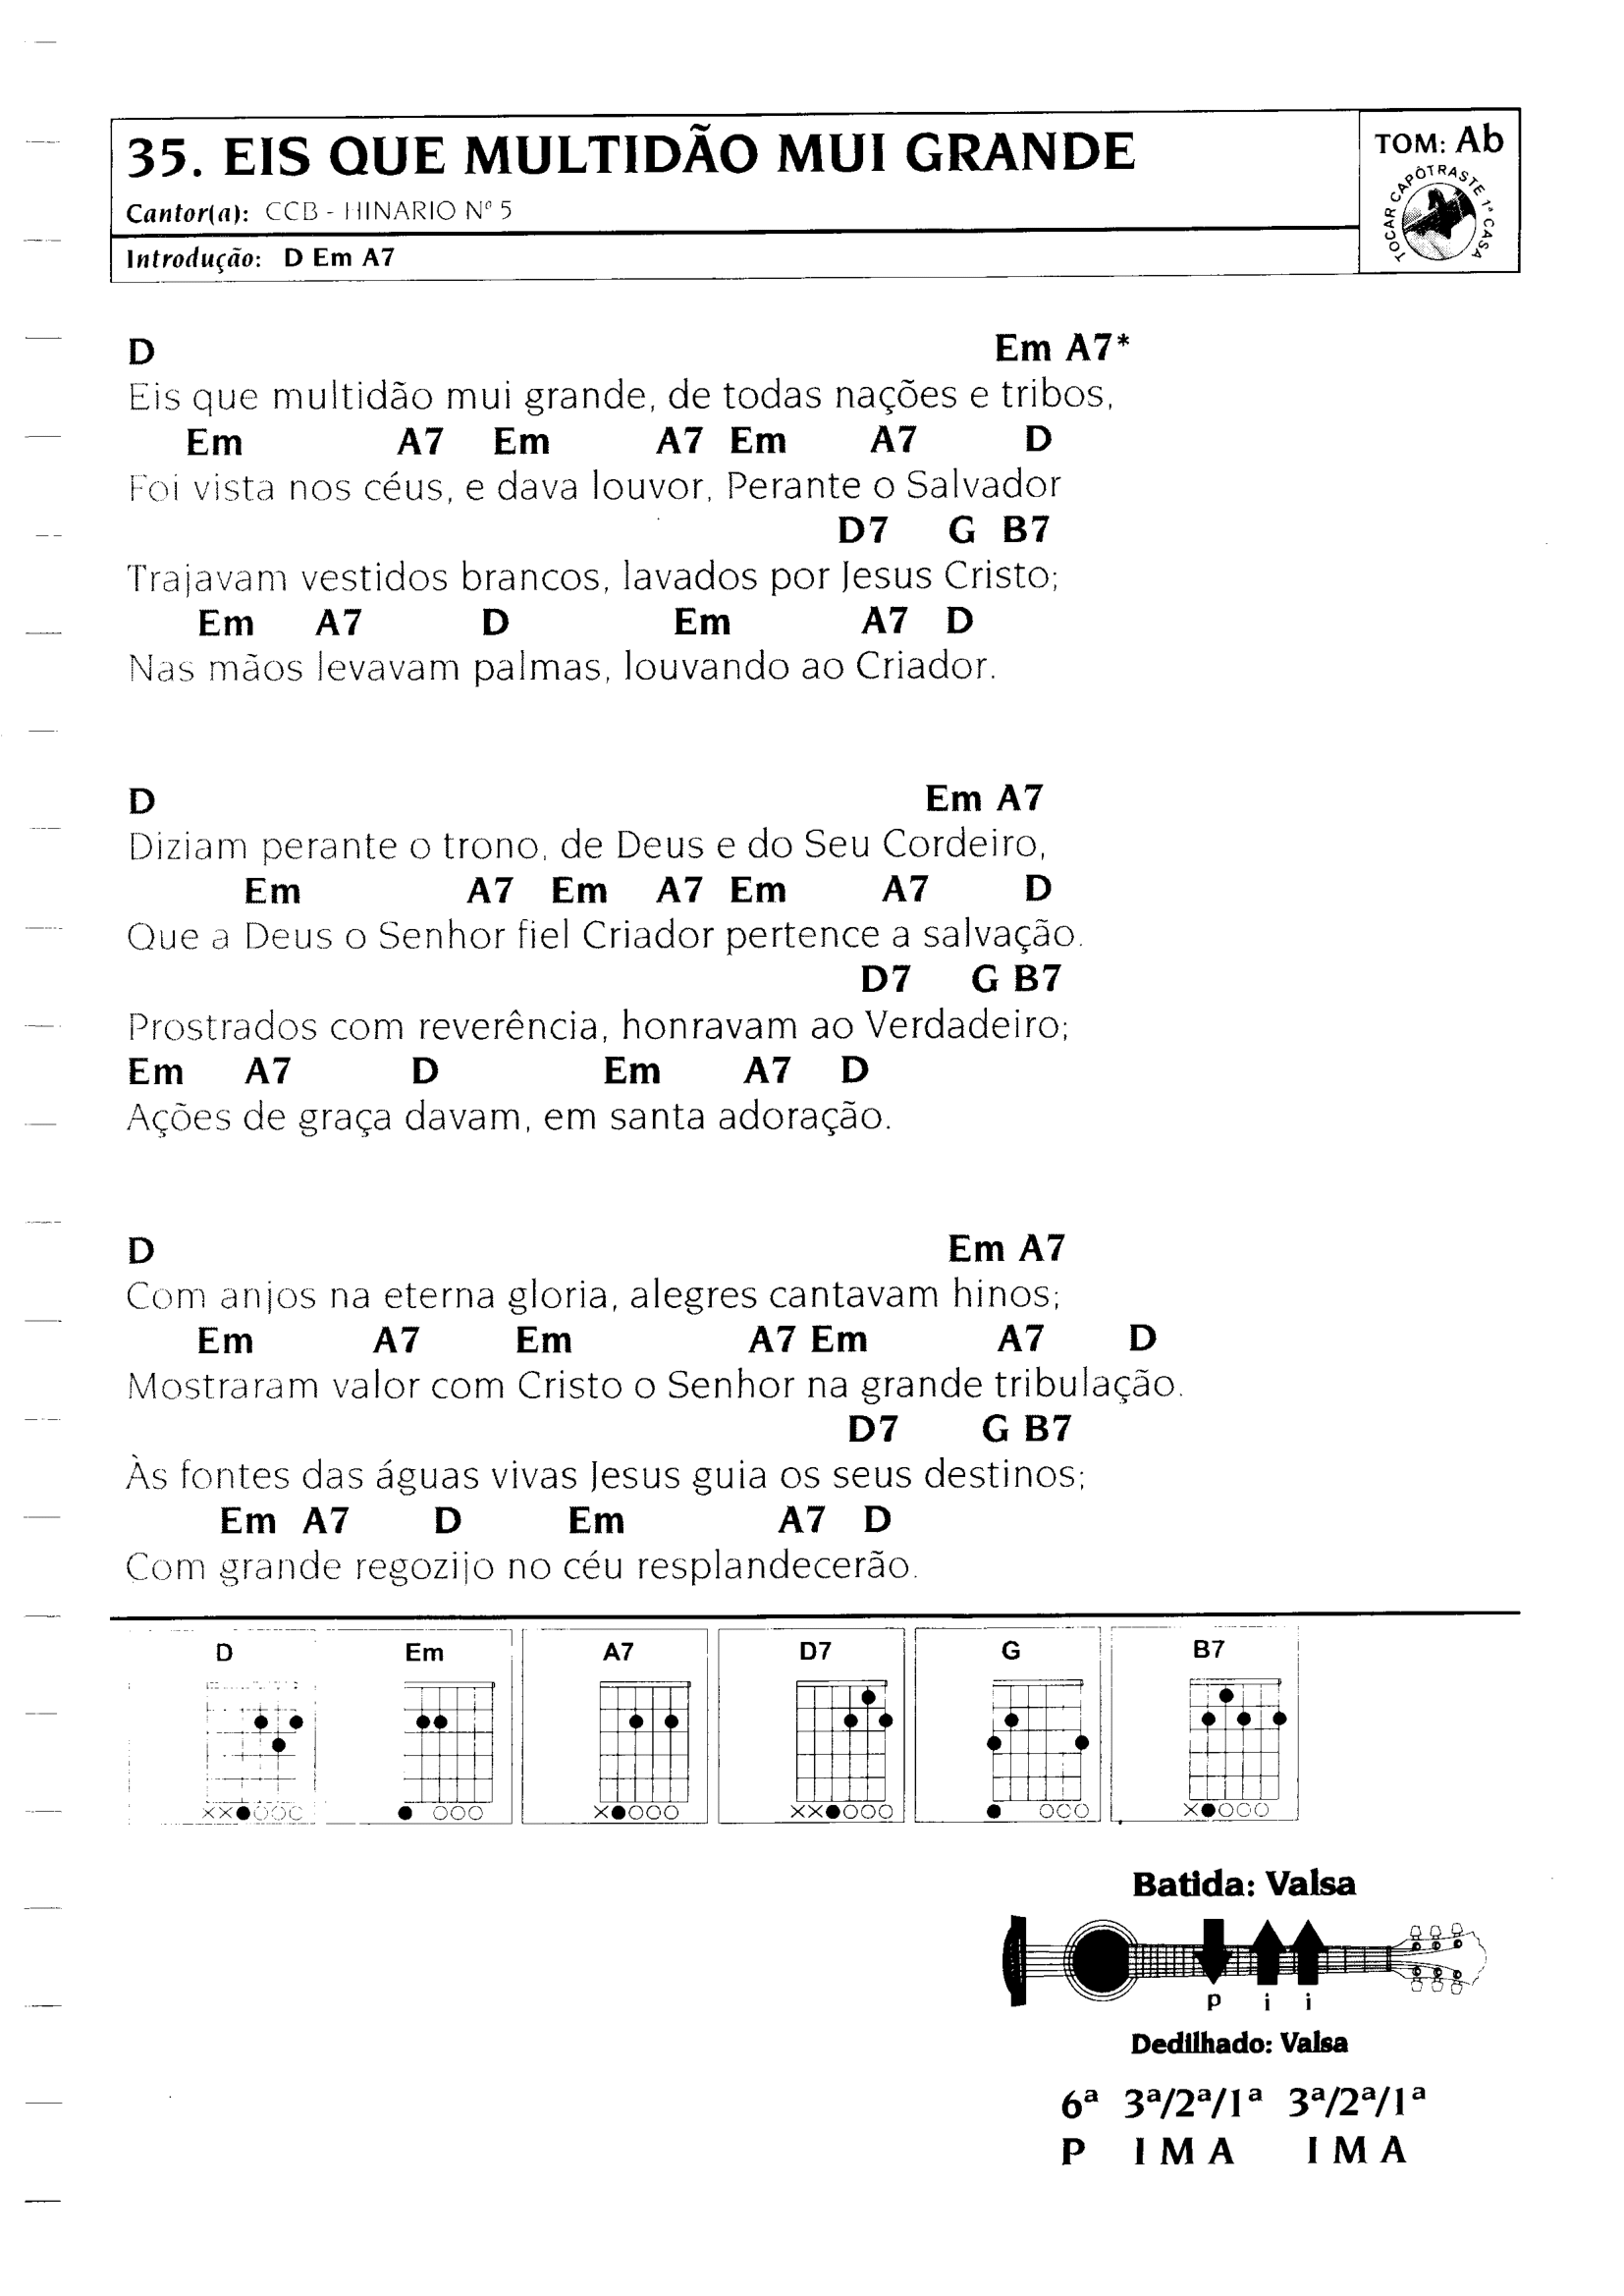 35. EIS QUE MULTIDÃO MUI GRANDE
Cantor(a): CCB - HINARIO Nº 5
Introdução: D Em A7
TOM: Ab
TOCAR CAPÔTRASTE 1ª CASA
D Em A7*
Eis que multidão mui grande, de todas nações e tribos,
Em A7 Em A7 Em A7 D
Foi vista nos céus, e dava louvor, Perante o Salvador
D7 G B7
Trajavam vestidos brancos, lavados por Jesus Cristo;
Em A7 D Em A7 D
Nas mãos levavam palmas, louvando ao Criador.
D Em A7
Diziam perante o trono, de Deus e do Seu Cordeiro,
Em A7 Em A7 Em A7 D
Que a Deus o Senhor fiel Criador pertence a salvação.
D7 G B7
Prostrados com reverência, honravam ao Verdadeiro;
Em A7 D Em A7 D
Ações de graça davam, em santa adoração.
D Em A7
Com anjos na eterna gloria, alegres cantavam hinos;
Em A7 Em A7 Em A7 D
Mostraram valor com Cristo o Senhor na grande tribulação.
D7 G B7
Às fontes das águas vivas Jesus guia os seus destinos;
Em A7 D Em A7 D
Com grande regozijo no céu resplandecerão.
D Em A7 D7 G B7
Batida: Valsa
p i i
Dedilhado: Valsa
6ª 3ª/2ª/1ª 3ª/2ª/1ª
P I M A I M A